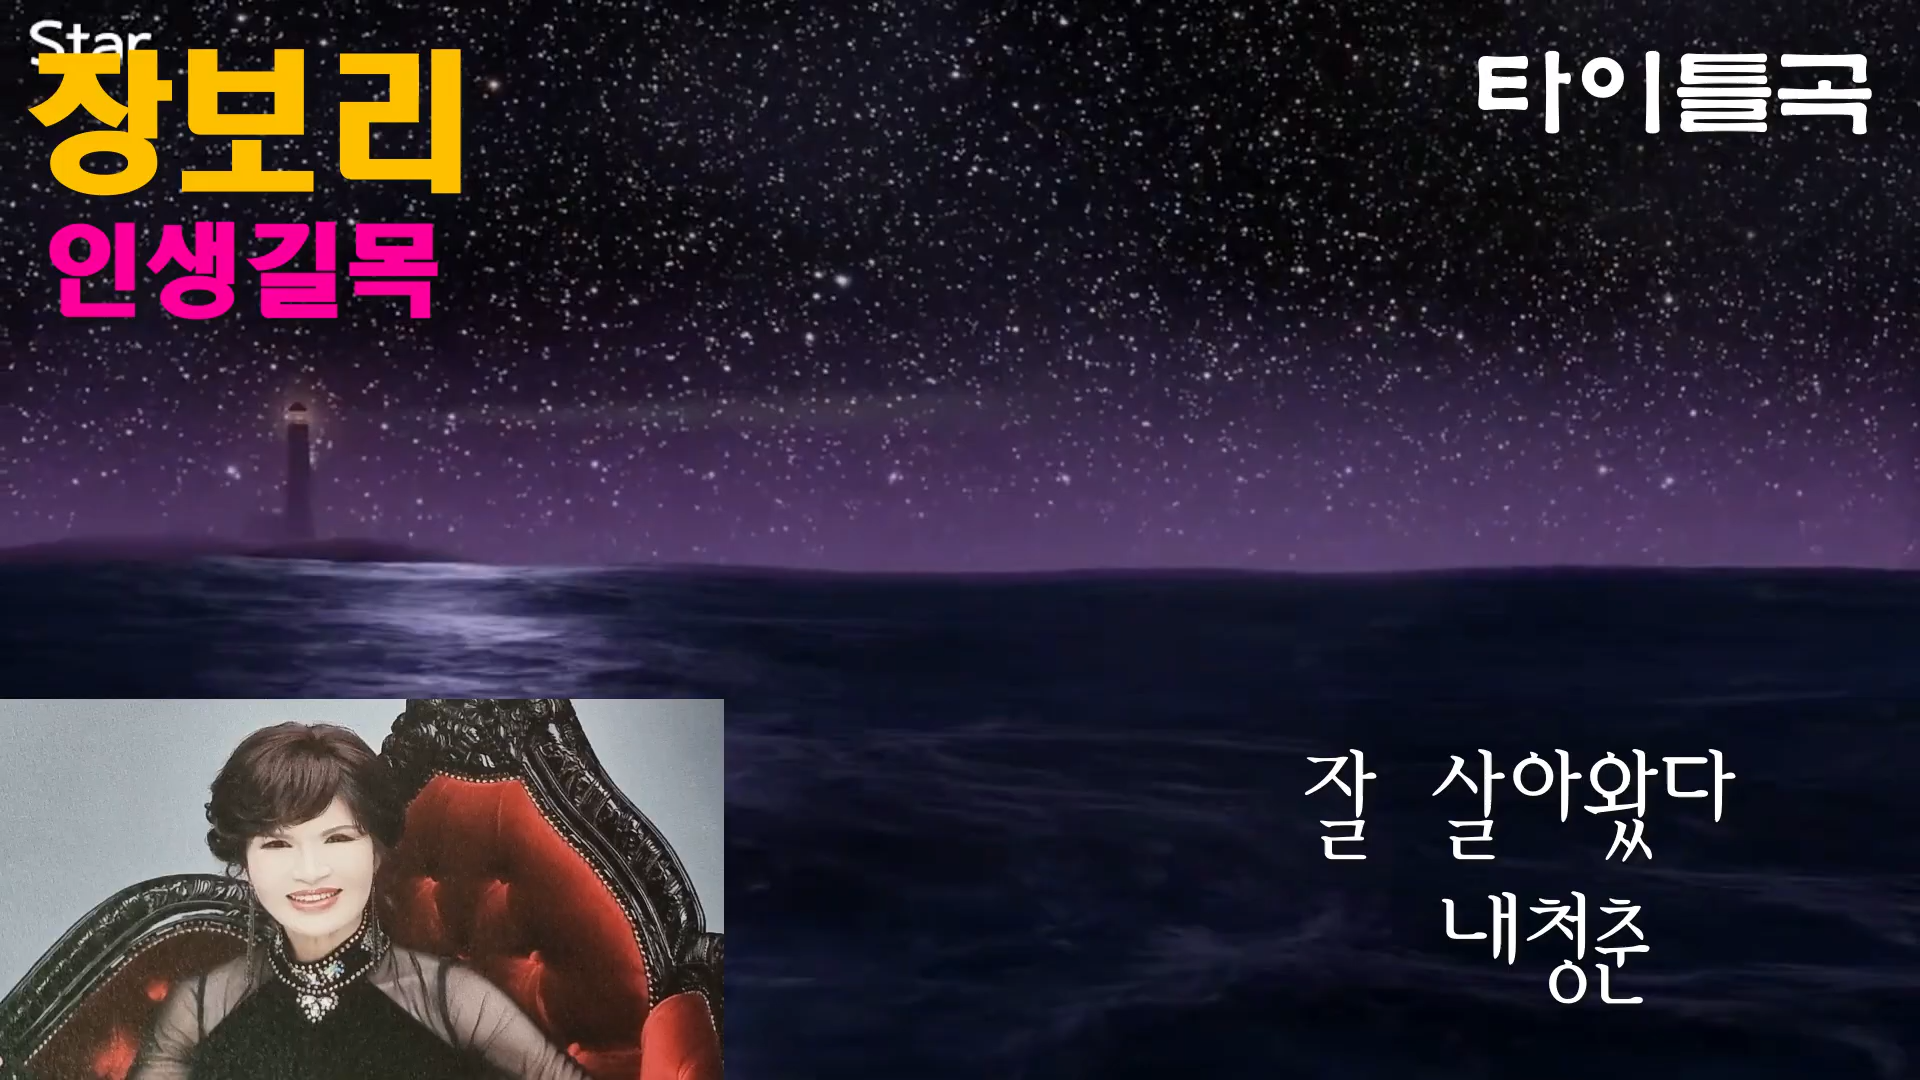 Star
장보리
인생길목
타이틀곡
잘 살아왔다
내청춘